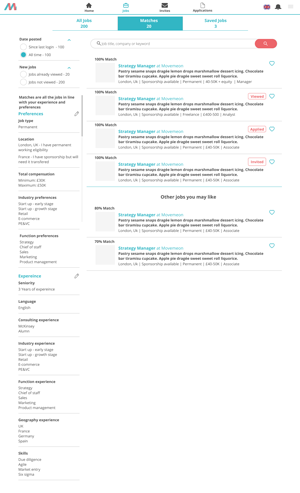 Home
Jobs
Invites
Applications
All jobs
200
Matches
30
Saved jobs
3
Date posted
Since last login - 100
All time - 100
New jobs
Jobs already viewed - 20
Jobs not viewed - 200
Matches are all the jobs in line
with your experience and
preferences
Preferences
Job type
Permanent
Location
London, UK - I have permanent
working eligibility
France - I have sponsorship but will
need it transfered
Total compensation
Minimum: £30K
Maximum: £50K
Industry preferences
Start up - early stage
Start up - growth stage
Retail
E-commerce
PE&VC
Function preferences
Strategy
Chief of staff
Sales
Marketing
Product management
Experience
Seniority
3 Years of experience
Language
English
Consulting experience
McKinsey
Alumni
Industry experience
Start up - early stage
Start up - growth stage
Retail
E-commerce
PE&VC
Function experience
Strategy
Chief of staff
Sales
Marketing
Product management
Geography experience
UK
France
Germany
Spain
Skills
Due diligence
Agile
Market entry
Six-sigma
Job title company or keyword
100% Match
Strategy Manager at Movemeon
Pastry sesame snaps dragée lemon drops marshmallow dessert icing. Chocolate
bar tiramisu cupcake. Apple pie dragée sweet sweet roll liquorice.
London, Uk | Sponsorship available | Permanent | 40-50K + equity | Manager
100% Match
Viewed
Strategy Manager at Movemeon
Pastry sesame snaps dragée lemon drops marshmallow dessert icing. Chocolate
bar tiramisu cupcake. Apple pie dragée sweet sweet roll liquorice.
London, Uk | Sponsorship available | Freelance | £400-500 | Analyst
100% Match
Applied
Strategy Manager at Movemeon
Pastry sesame snaps dragée lemon drops marshmallow dessert icing. Chocolate
bar tiramisu cupcake. Apple pie dragée sweet sweet roll liquorice.
London, Uk | Sponsorship available | Permanent | £40-50K | Associate
100% Match
Invited
Strategy Manager at Movemeon
Pastry sesame snaps dragée lemon drops marshmallow dessert icing. Chocolate
bar tiramisu cupcake. Apple pie dragée sweet sweet roll liquorice.
London, Uk | Sponsorship available | Permanent | £40-50K | Associate
Other jobs you may like
80% Match
Strategy Manager at Movemeon
Pastry sesame snaps dragée lemon drops marshmallow dessert icing. Chocolate
bar tiramisu cupcake. Apple pie dragée sweet sweet roll liquorice.
London, Uk | Sponsorship available | Permanent | £40-50K | Associate
70% Match
Strategy Manager at Movemeon
Pastry sesame snaps dragée lemon drops marshmallow dessert icing. Chocolate
bar tiramisu cupcake. Apple pie dragée sweet sweet roll liquorice.
London, Uk | Sponsorship available | Permanent | £40-50K | Associate